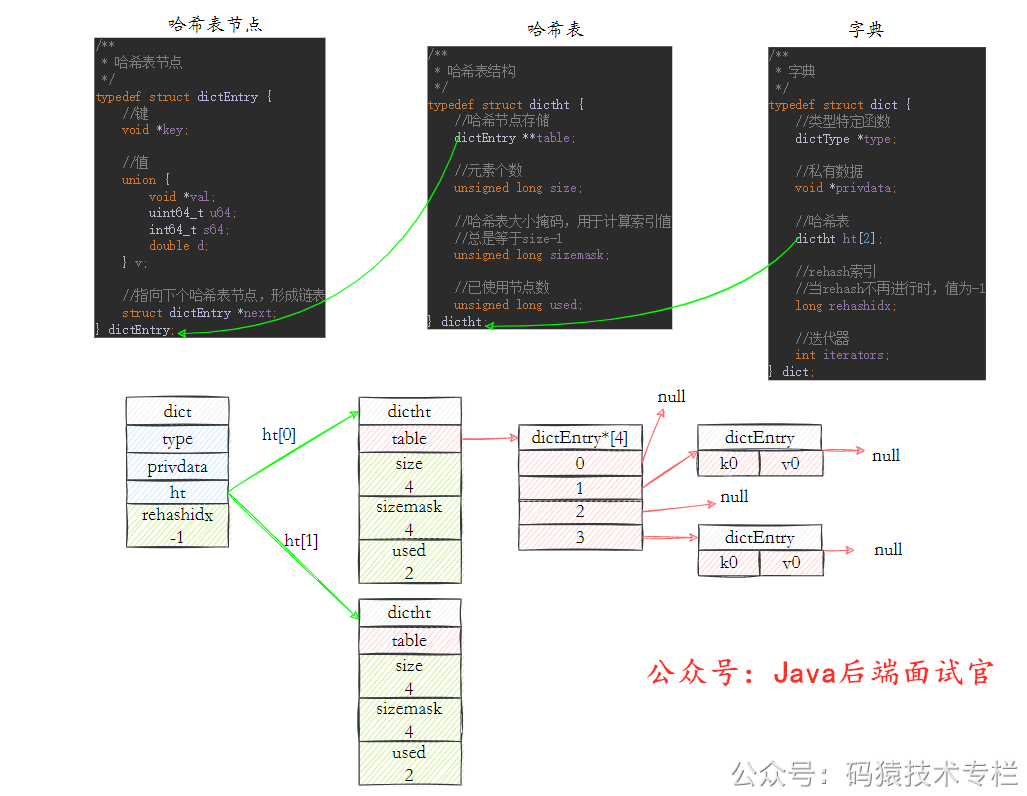 哈希表节点
/**
 * 哈希表节点
 */
typedef struct dictEntry {
    //键
    void *key;
    //值
    union {
        void *val;
        uint64_t u64;
        int64_t s64;
        double d;
    } v;
    //指向下个哈希表节点，形成链表
    struct dictEntry *next;
} dictEntry;
哈希表
/**
 * 哈希表结构
 */
typedef struct dictht {
    //哈希节点存储
    dictEntry **table;
    //元素个数
    unsigned long size;
    //哈希表大小掩码，用于计算索引值
    //总是等于size-1
    unsigned long sizemask;
    //已使用节点数
    unsigned long used;
} dictht;
字典
/**
 * 字典
 */
typedef struct dict {
    //类型特定函数
    dictType *type;
    //私有数据
    void *privdata;
    //哈希表
    dictht ht[2];
    //rehash索引
    //当rehash不再进行时，值为-1
    long rehashidx;
    //迭代器
    int iterators;
} dict;
dict
type
privdata
ht
rehashidx
-1
ht[0]
ht[1]
dictht
table
size
4
sizemask
4
used
2
dictEntry*[4]
0
1
2
3
null
dictEntry
k0 v0
null
null
dictEntry
k0 v0
null
dictht
table
size
4
sizemask
4
used
2
公众号：Java后端面试官
公众号：码猿技术专栏